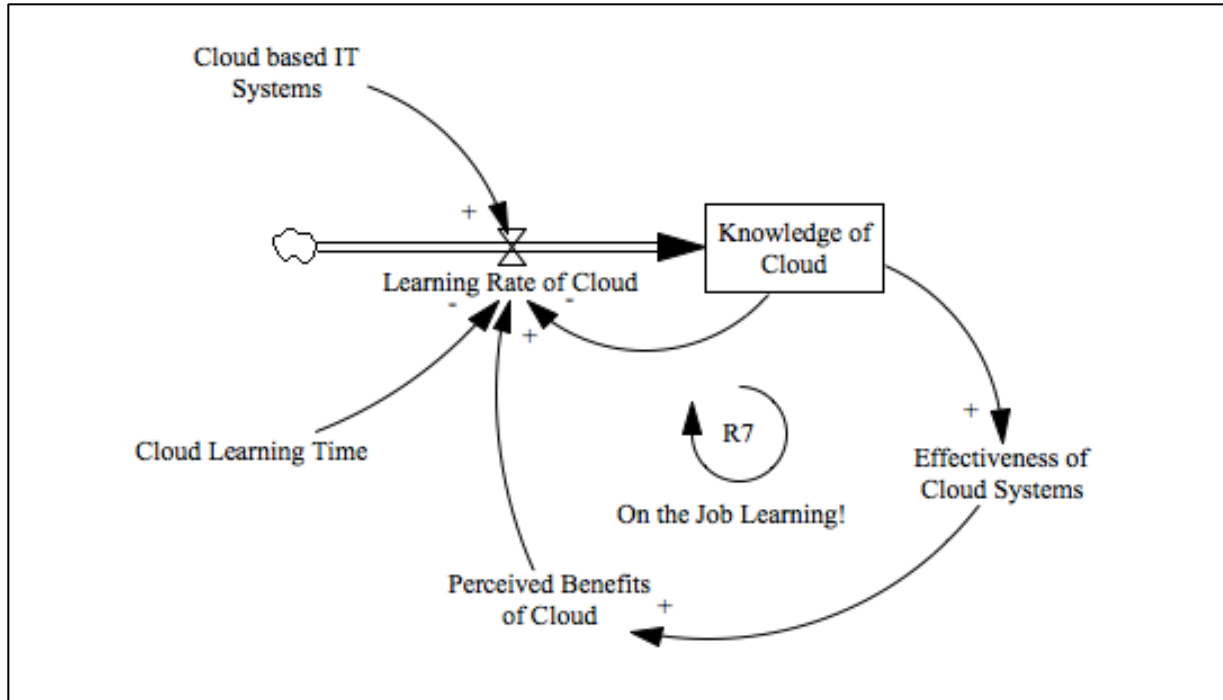 Cloud based IT
Systems
+
Knowledge of
Cloud
Learning Rate of Cloud
-
-
+
R7
+
Cloud Learning Time
Effectiveness of
Cloud Systems
On the Job Learning!
Perceived Benefits
of Cloud
+